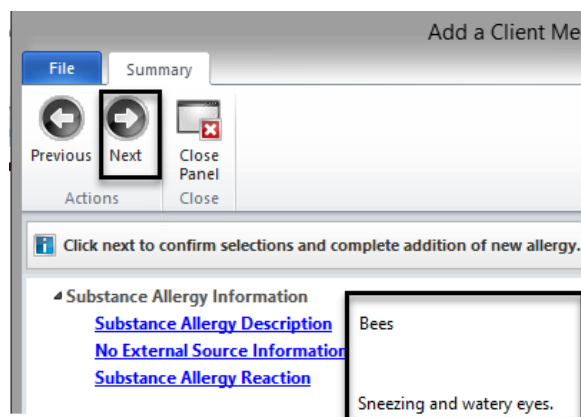 Add a Client Me
File Summary
Previous Next Close Panel
Actions Close
Click next to confirm selections and complete addition of new allergy.
Substance Allergy Information
Substance Allergy Description Bees
No External Source Information
Substance Allergy Reaction
Sneezing and watery eyes.